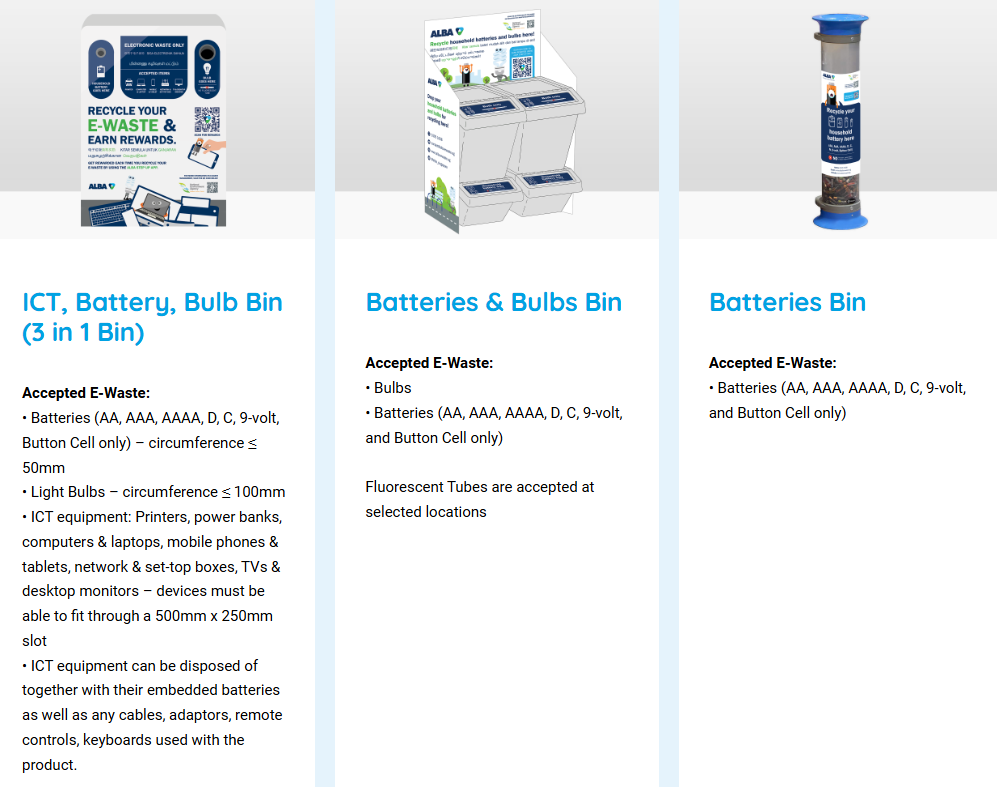 ELECTRONIC WASTE ONLY
ACCEPTED ITEMS
RECYCLE YOUR
E-WASTE &
EARN REWARDS.
ALBA
ALBA
Recycle household batteries and bulbs here!
ALBA
Recycle your
household
battery here
ICT, Battery, Bulb Bin
(3 in 1 Bin)
Accepted E-Waste:
• Batteries (AA, AAA, AAAA, D, C, 9-volt,
Button Cell only) – circumference ≤
50mm
• Light Bulbs – circumference ≤ 100mm
• ICT equipment: Printers, power banks,
computers & laptops, mobile phones &
tablets, network & set-top boxes, TVs &
desktop monitors – devices must be
able to fit through a 500mm x 250mm
slot
• ICT equipment can be disposed of
together with their embedded batteries
as well as any cables, adaptors, remote
controls, keyboards used with the
product.
Batteries & Bulbs Bin
Accepted E-Waste:
• Bulbs
• Batteries (AA, AAA, AAAA, D, C, 9-volt,
and Button Cell only)
Fluorescent Tubes are accepted at
selected locations
Batteries Bin
Accepted E-Waste:
• Batteries (AA, AAA, AAAA, D, C, 9-volt,
and Button Cell only)